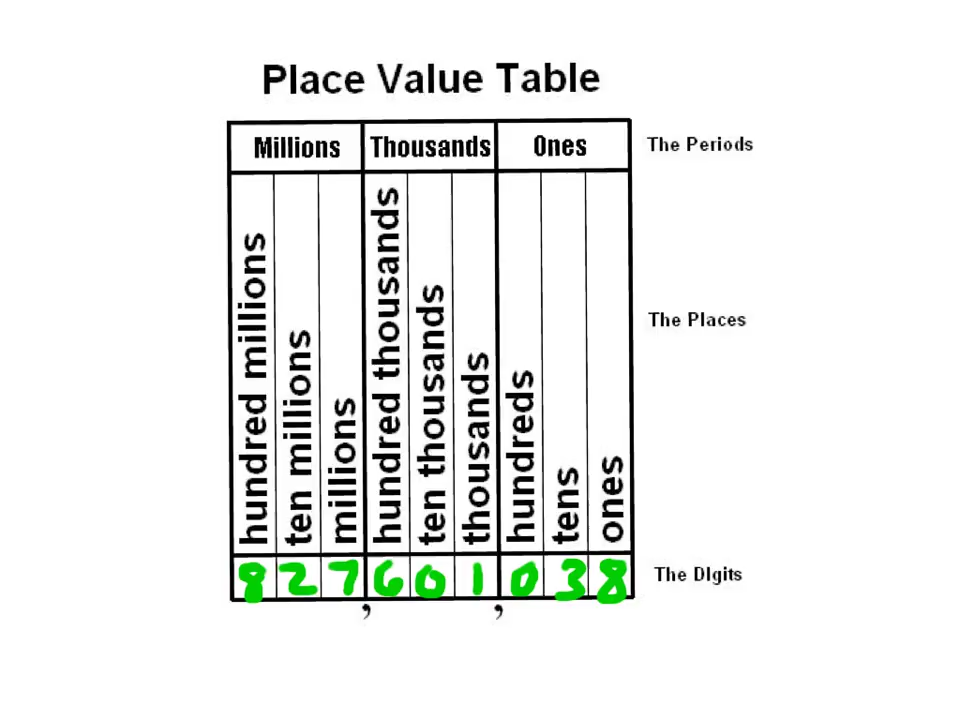 Place Value Table
Millions Thousands Ones The Periods
hundred millions
ten millions
millions
hundred thousands
ten thousands
thousands
hundreds
tens
ones
The Places
8 2 7 , 6 0 1 , 0 3 8 The DIgits